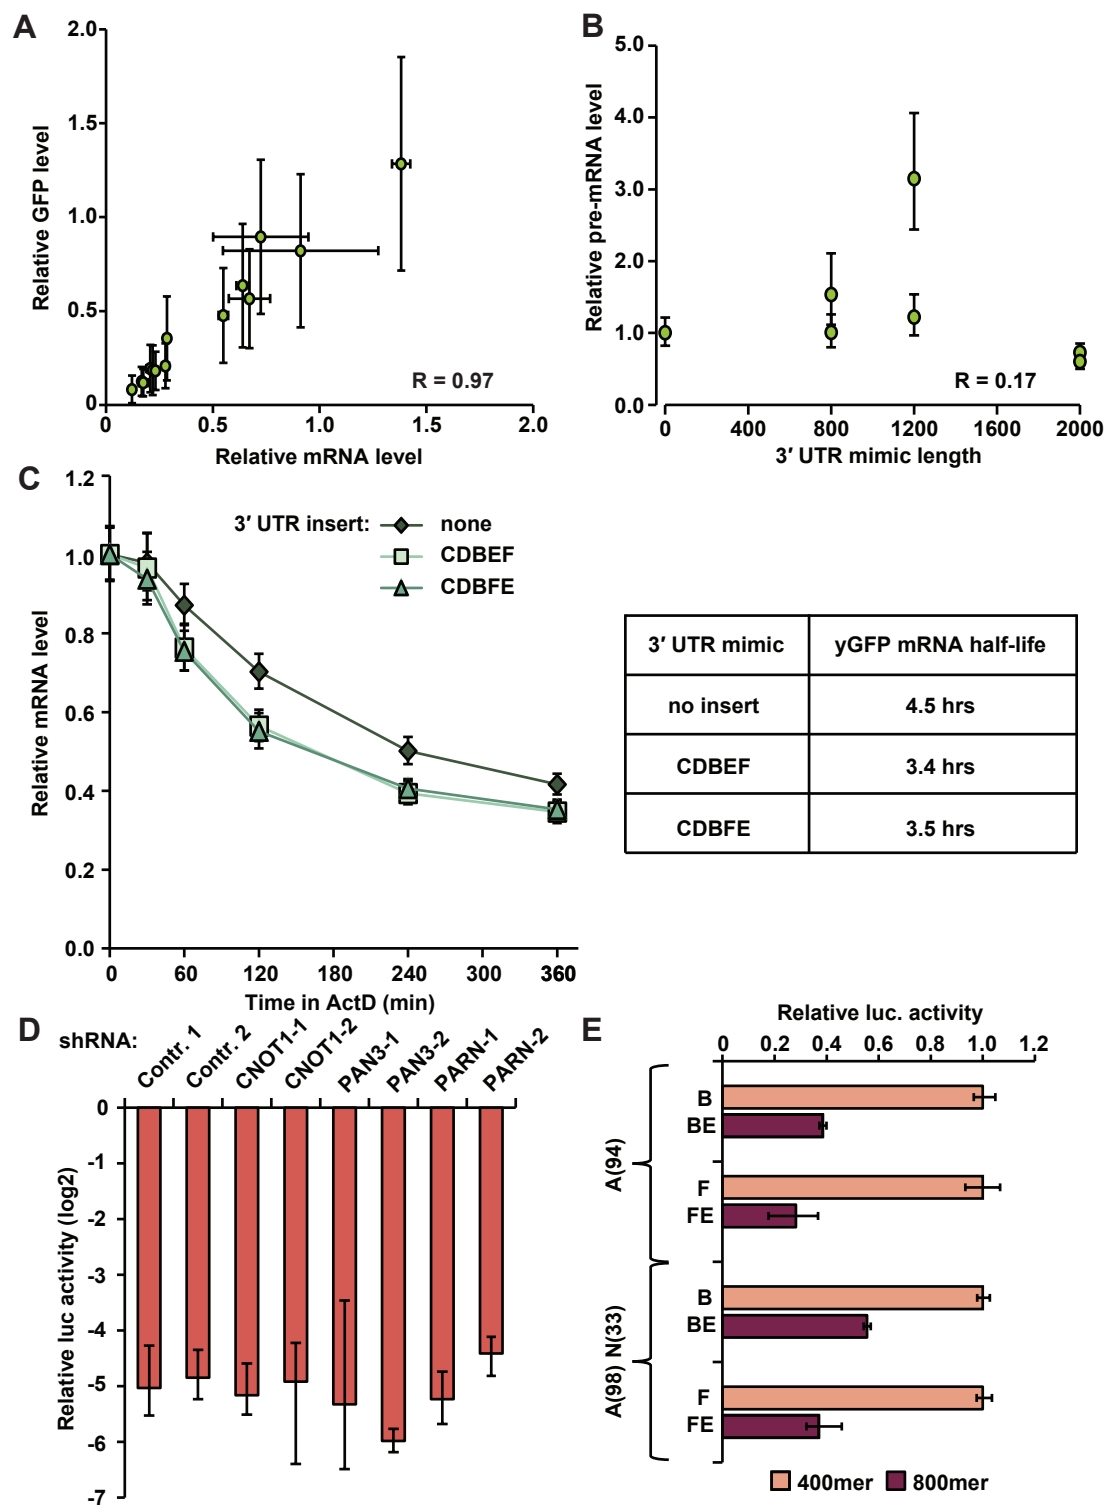 A
2.0
1.5
1.0
0.5
0
0
0.5
1.0
1.5
2.0
Relative GFP level
Relative mRNA level
R = 0.97
B
5.0
4.0
3.0
2.0
1.0
0.0
0
400
800
1200
1600
2000
Relative pre-mRNA level
3′ UTR mimic length
R = 0.17
C
1.2
1.0
0.8
0.6
0.4
0.2
0.0
0
60
120
180
240
300
360
Relative mRNA level
Time in ActD (min)
3′ UTR insert:
none
CDBEF
CDBFE
3′ UTR mimic yGFP mRNA half-life
no insert 4.5 hrs
CDBEF 3.4 hrs
CDBFE 3.5 hrs
D
shRNA:
Contr. 1
Contr. 2
CNOT1-1
CNOT1-2
PAN3-1
PAN3-2
PARN-1
PARN-2
0
-1
-2
-3
-4
-5
-6
-7
Relative luc activity (log2)
E
Relative luc. activity
0.0
0.2
0.4
0.6
0.8
1.0
1.2
A(94)
B
BE
F
FE
A(98) N(33)
B
BE
F
FE
400mer
800mer